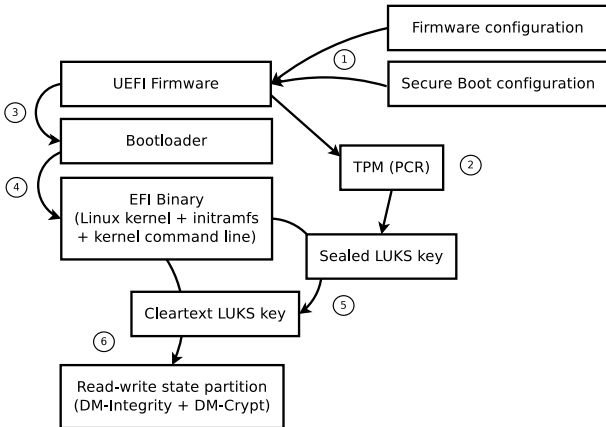 Firmware configuration
1
UEFI Firmware
Secure Boot configuration
3
Bootloader
2
TPM (PCR)
4
EFI Binary
(Linux kernel + initramfs
+ kernel command line)
Sealed LUKS key
Cleartext LUKS key
5
6
Read-write state partition
(DM-Integrity + DM-Crypt)